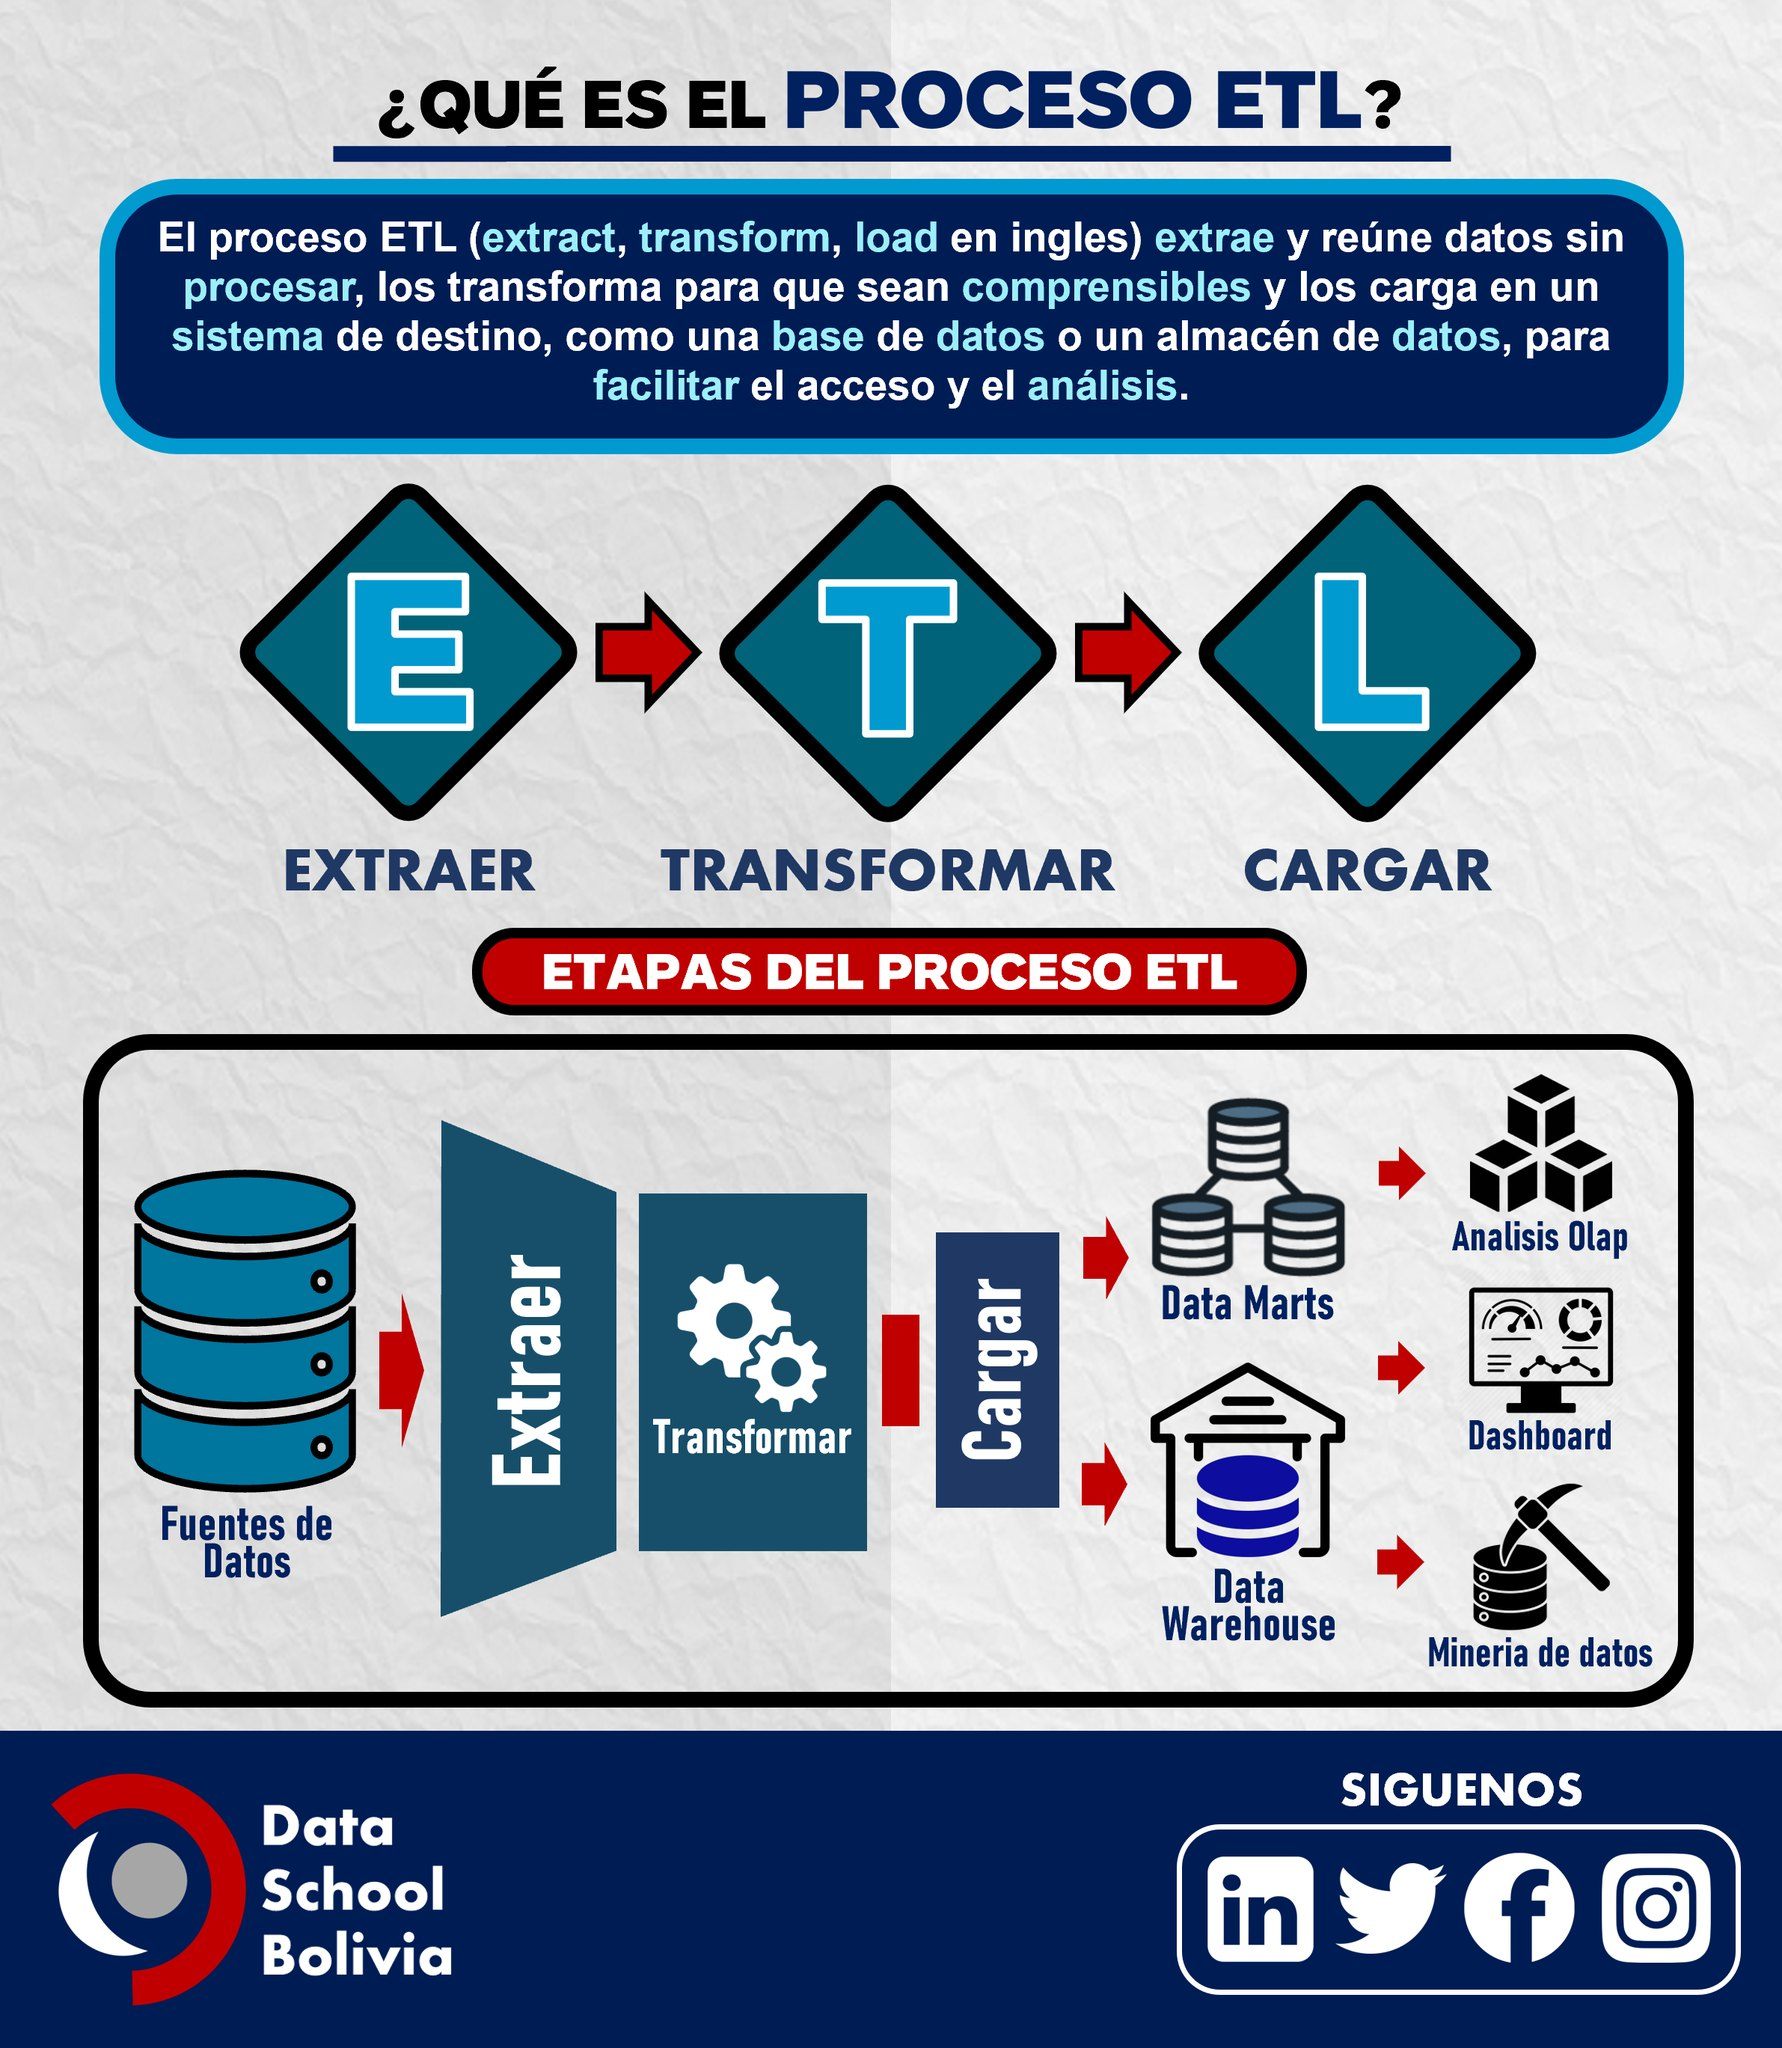 ¿QUÉ ES EL PROCESO ETL?
El proceso ETL (extract, transform, load en ingles) extrae y reúne datos sin
procesar, los transforma para que sean comprensibles y los carga en un
sistema de destino, como una base de datos o un almacén de datos, para
facilitar el acceso y el análisis.
E
T
L
EXTRAER
TRANSFORMAR
CARGAR
ETAPAS DEL PROCESO ETL
Fuentes de
Datos
Extraer
Transformar
Cargar
Data Marts
Data
Warehouse
Analisis Olap
Dashboard
Mineria de datos
Data
School
Bolivia
SIGUENOS
in
f